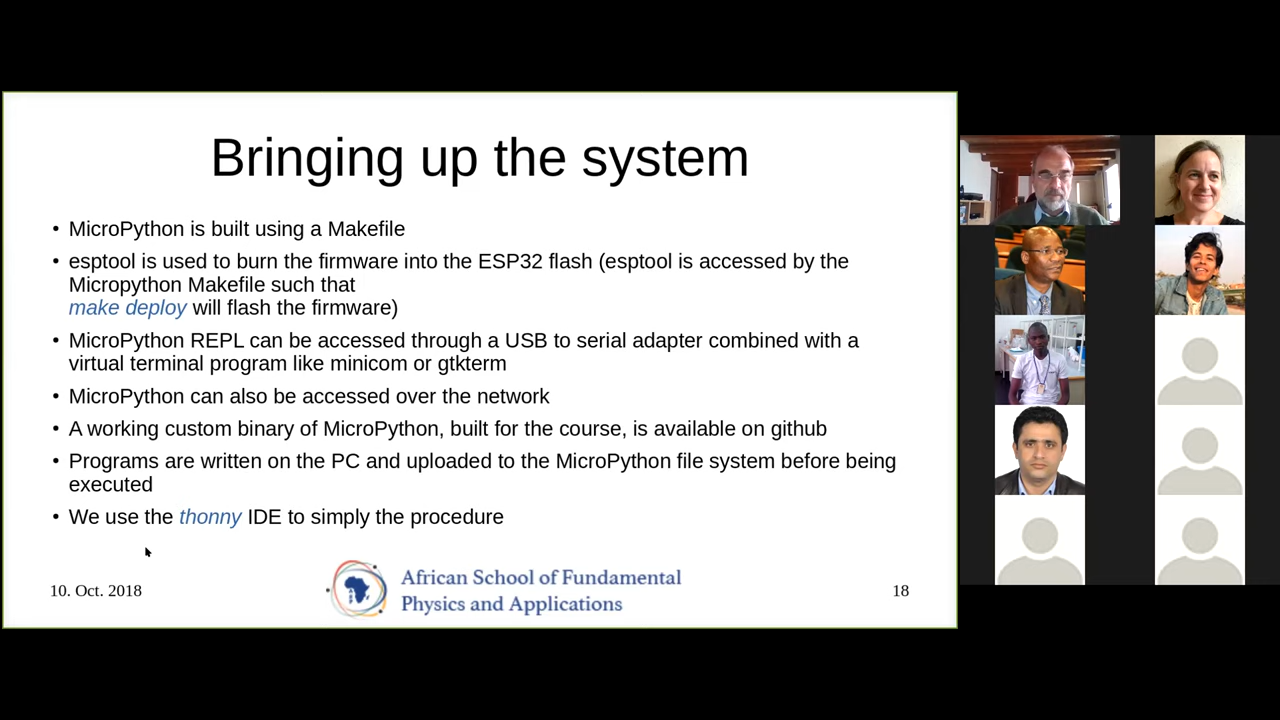 Bringing up the system
• MicroPython is built using a Makefile
• esptool is used to burn the firmware into the ESP32 flash (esptool is accessed by the
Micropython Makefile such that
make deploy will flash the firmware)
• MicroPython REPL can be accessed through a USB to serial adapter combined with a
virtual terminal program like minicom or gtkterm
• MicroPython can also be accessed over the network
• A working custom binary of MicroPython, built for the course, is available on github
• Programs are written on the PC and uploaded to the MicroPython file system before being
executed
• We use the thonny IDE to simply the procedure
10. Oct. 2018
African School of Fundamental
Physics and Applications
18